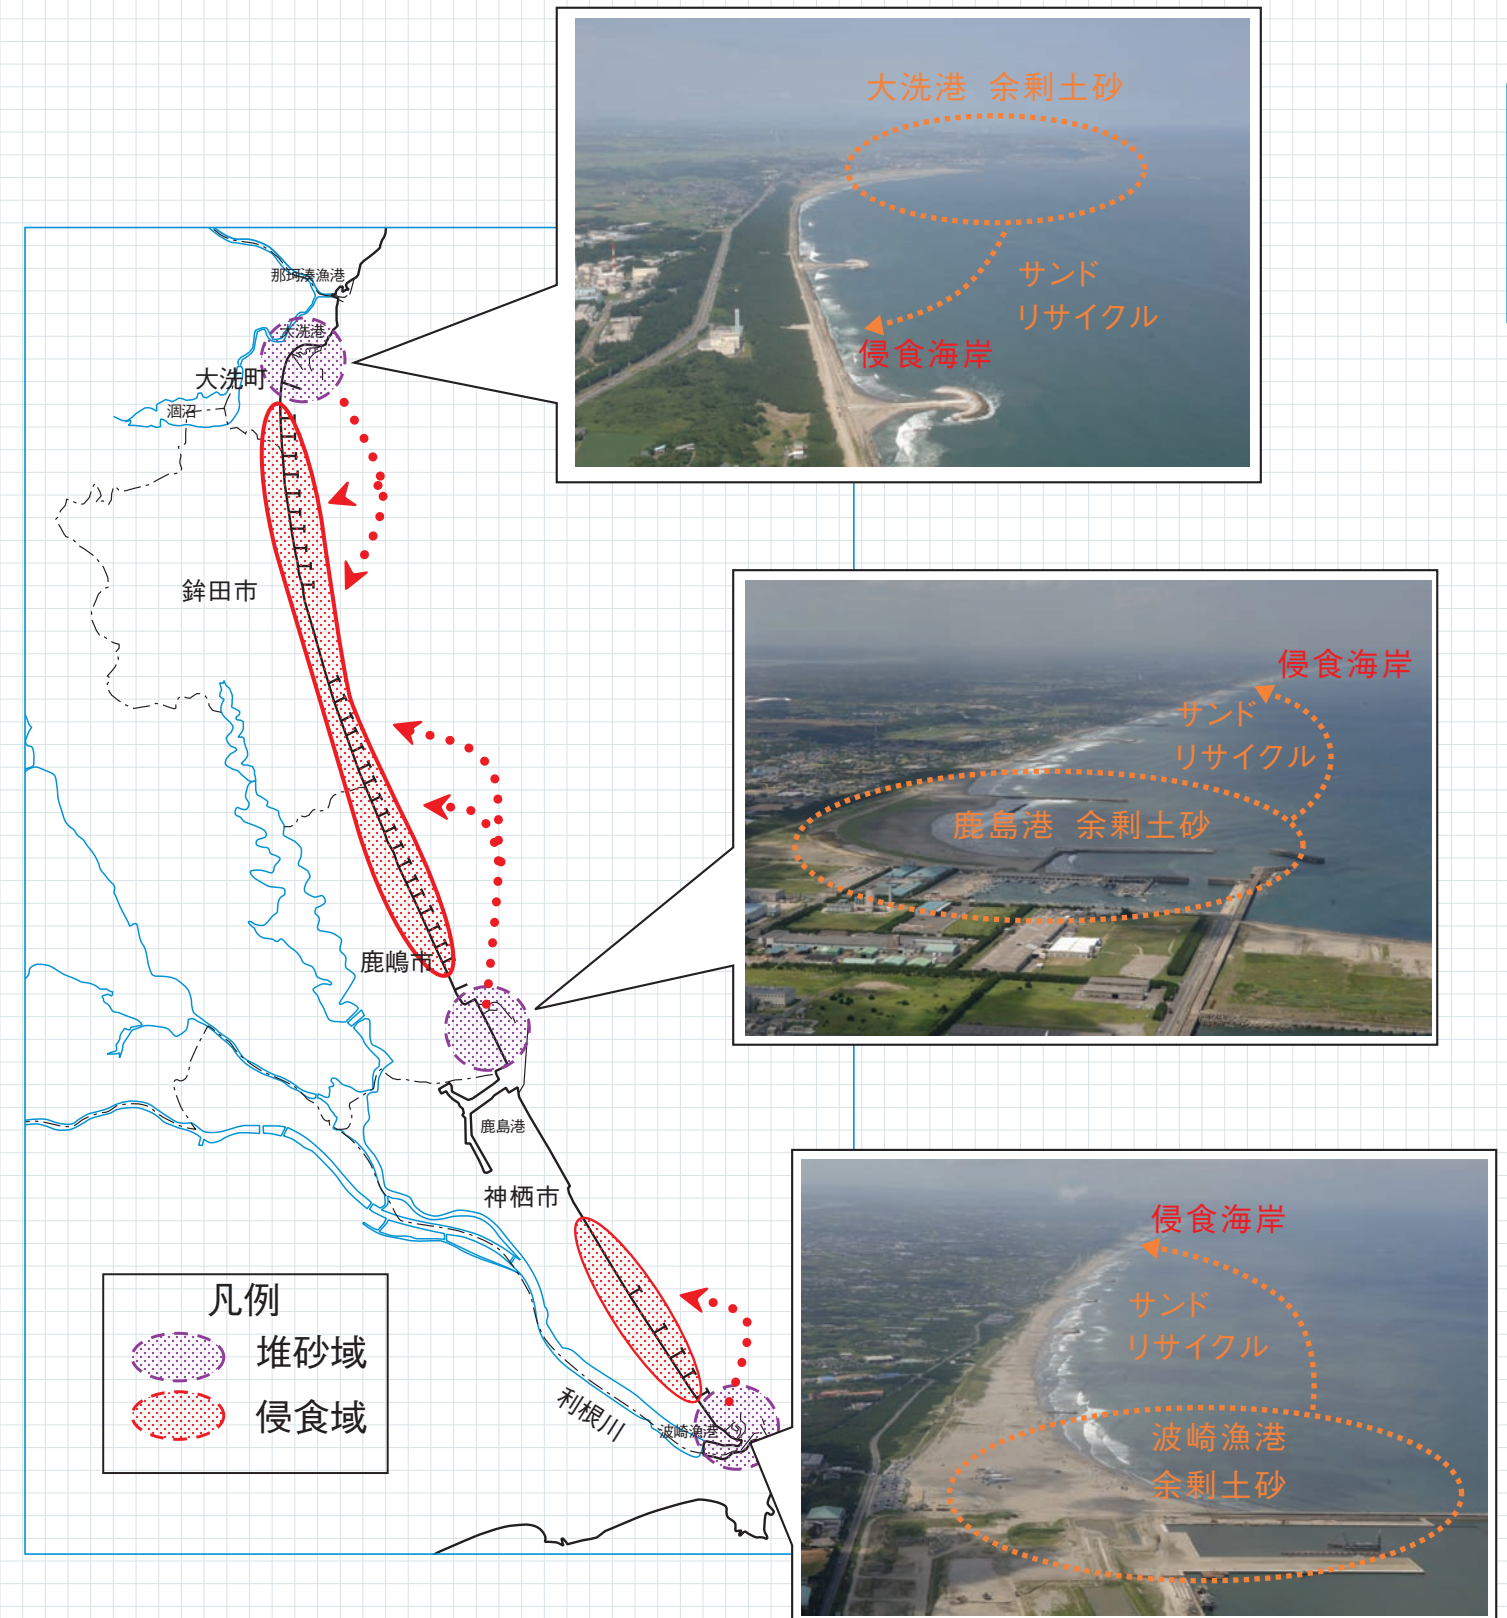 大洗港 余剰土砂
サンド
リサイクル
侵食海岸
那珂湊漁港
大洗港
大洗町
涸沼
鉾田市
侵食海岸
サンド
リサイクル
鹿島港 余剰土砂
鹿嶋市
鹿島港
神栖市
侵食海岸
サンド
リサイクル
波崎漁港
余剰土砂
凡例
堆砂域
侵食域
利根川
波崎漁港